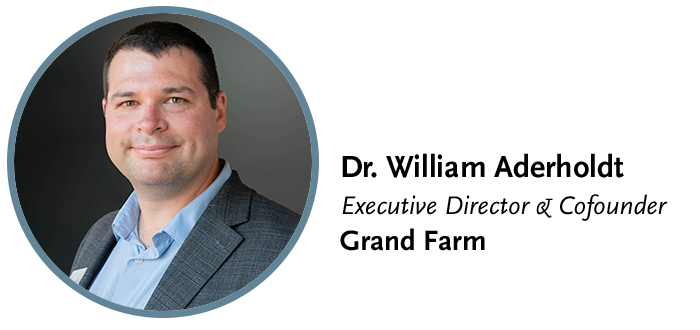 Dr. William Aderholdt
Executive Director & Cofounder
Grand Farm